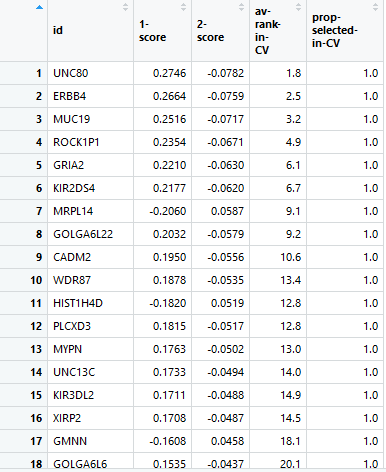 id 1-score 2-score av-rank-in-CV prop-selected-in-CV
1 UNC80 0.2746 -0.0782 1.8 1.0
2 ERBB4 0.2664 -0.0759 2.5 1.0
3 MUC19 0.2516 -0.0717 3.2 1.0
4 ROCK1P1 0.2354 -0.0671 4.9 1.0
5 GRIA2 0.2210 -0.0630 6.1 1.0
6 KIR2DS4 0.2177 -0.0620 6.7 1.0
7 MRPL14 -0.2060 0.0587 9.1 1.0
8 GOLGA6L22 0.2032 -0.0579 9.2 1.0
9 CADM2 0.1950 -0.0556 10.6 1.0
10 WDR87 0.1878 -0.0535 13.4 1.0
11 HIST1H4D -0.1820 0.0519 12.8 1.0
12 PLCXD3 0.1815 -0.0517 12.8 1.0
13 MYPN 0.1763 -0.0502 13.0 1.0
14 UNC13C 0.1733 -0.0494 14.0 1.0
15 KIR3DL2 0.1711 -0.0488 14.9 1.0
16 XIRP2 0.1708 -0.0487 14.5 1.0
17 GMNN -0.1608 0.0458 18.1 1.0
18 GOLGA6L6 0.1535 -0.0437 20.1 1.0